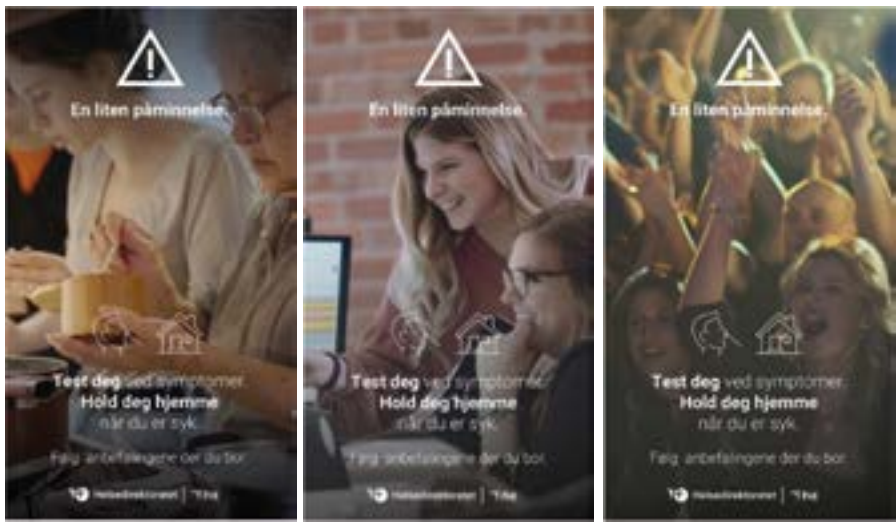 En liten påminnelse.
Test deg ved symptomer.
Hold deg hjemme
når du er syk.
Følg anbefalingene der du bor.
Helsedirektoratet
En liten påminnelse.
Test deg ved symptomer.
Hold deg hjemme
når du er syk.
Følg anbefalingene der du bor.
Helsedirektoratet
En liten påminnelse.
Test deg ved symptomer.
Hold deg hjemme
når du er syk.
Følg anbefalingene der du bor.
Helsedirektoratet